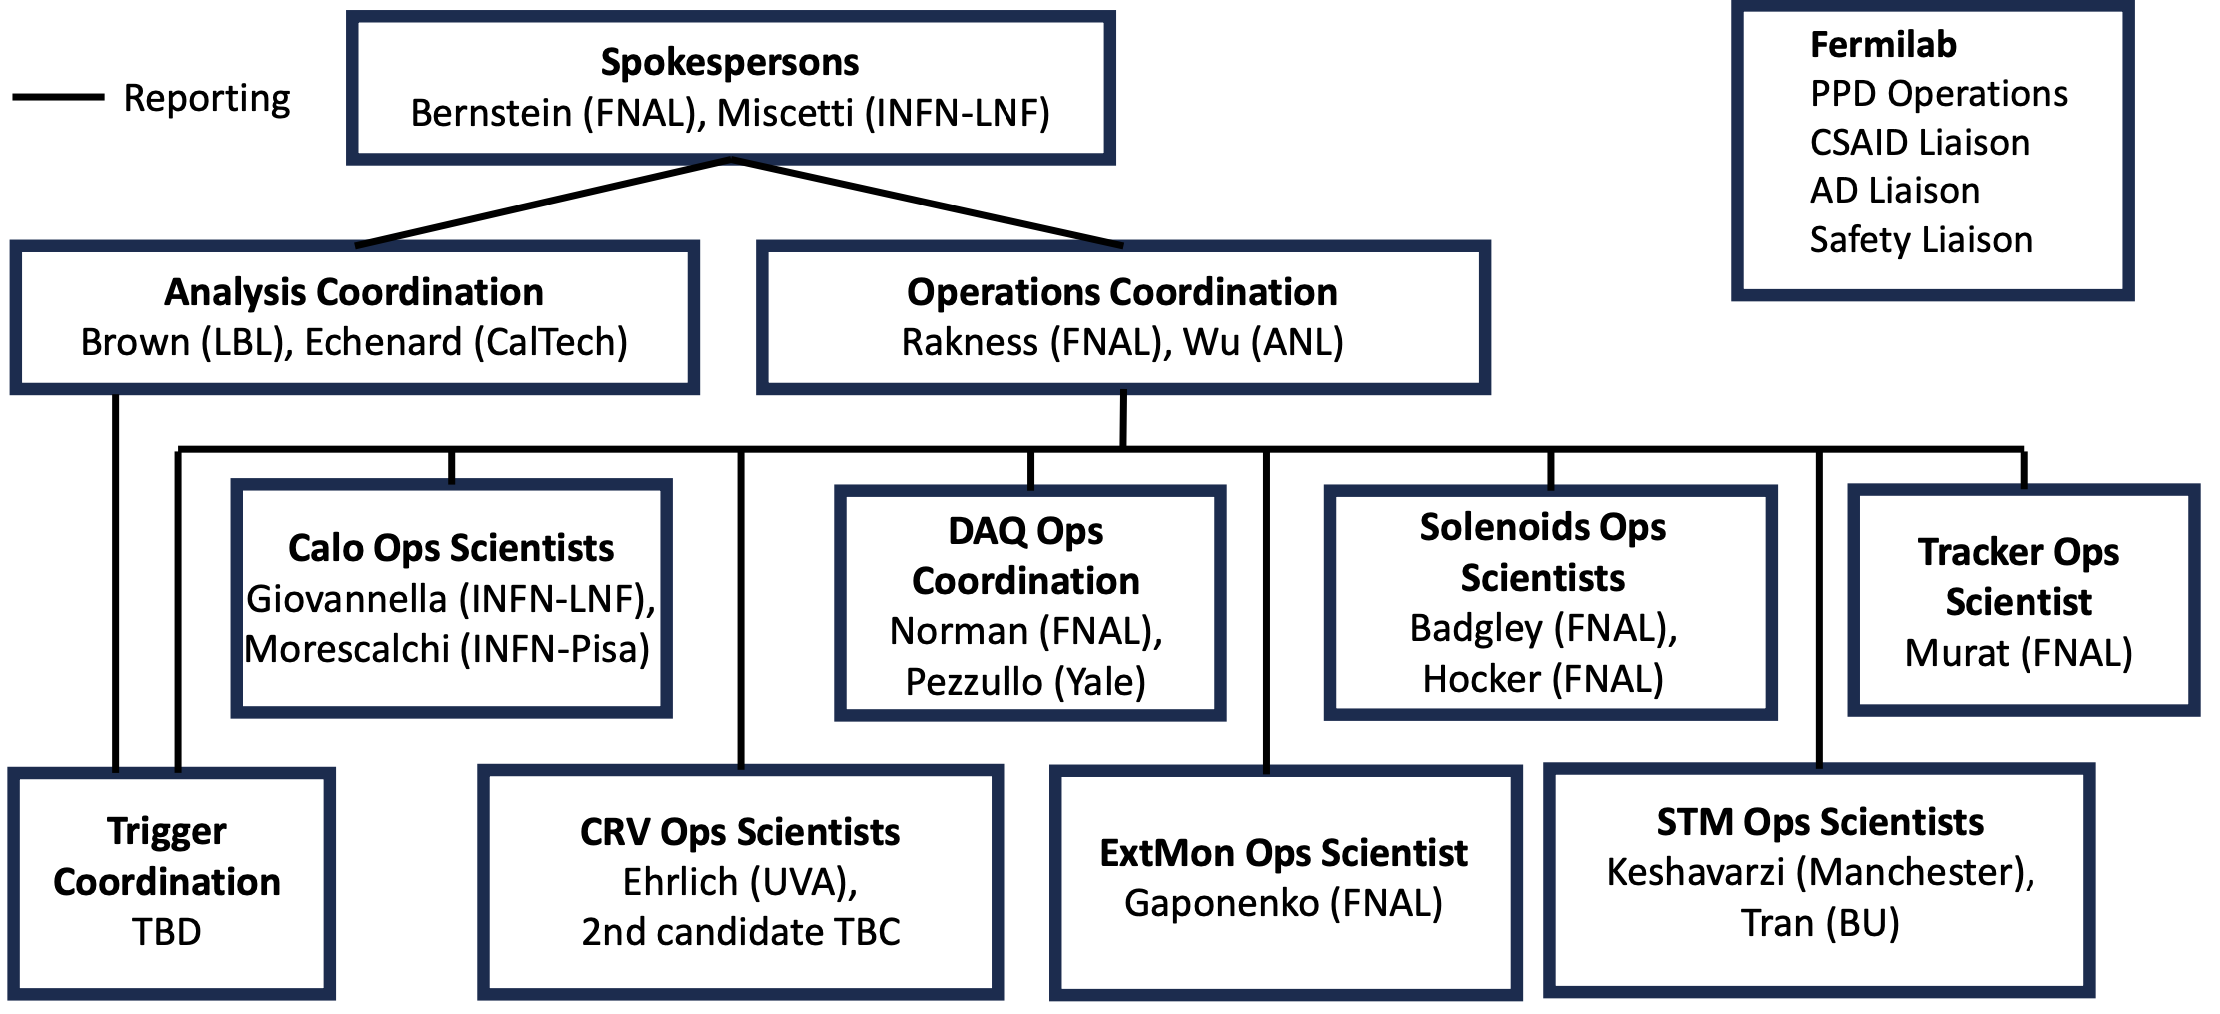 Reporting
Spokespersons
Bernstein (FNAL), Miscetti (INFN-LNF)
Fermilab
PPD Operations
CSAID Liaison
AD Liaison
Safety Liaison
Analysis Coordination
Brown (LBL), Echenard (CalTech)
Operations Coordination
Rakness (FNAL), Wu (ANL)
Calo Ops Scientists
Giovannella (INFN-LNF),
Morescalchi (INFN-Pisa)
DAQ Ops
Coordination
Norman (FNAL),
Pezzullo (Yale)
Solenoids Ops
Scientists
Badgley (FNAL),
Hocker (FNAL)
Tracker Ops
Scientist
Murat (FNAL)
Trigger
Coordination
TBD
CRV Ops Scientists
Ehrlich (UVA),
2nd candidate TBC
ExtMon Ops Scientist
Gaponenko (FNAL)
STM Ops Scientists
Keshavarzi (Manchester),
Tran (BU)